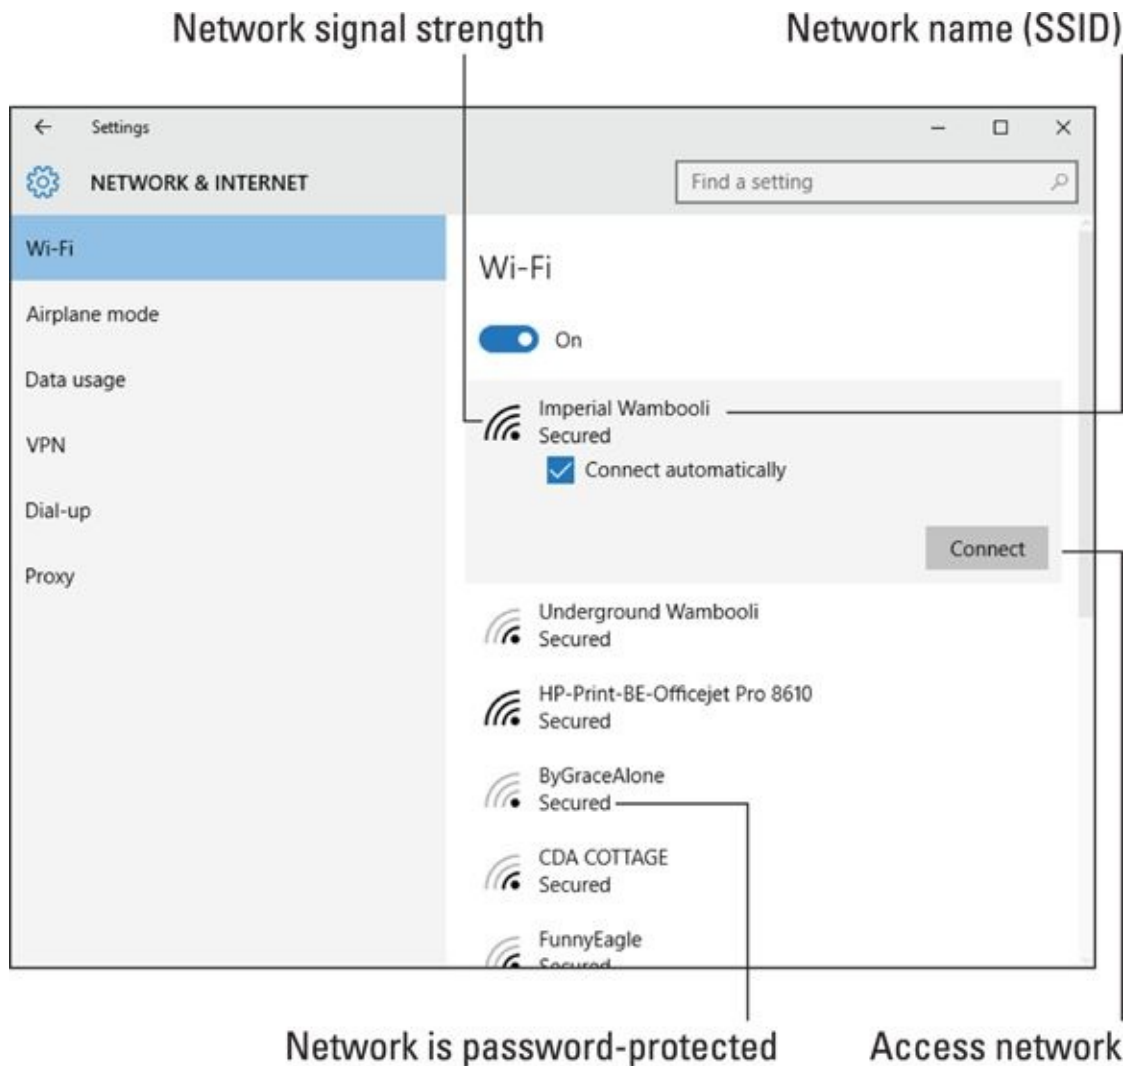 Network signal strength
Network name (SSID)
Settings
NETWORK & INTERNET
Find a setting
Wi-Fi
Airplane mode
Data usage
VPN
Dial-up
Proxy
Wi-Fi
On
Imperial Wambooli
Secured
Connect automatically
Connect
Underground Wambooli
Secured
HP-Print-BE-Officejet Pro 8610
Secured
ByGraceAlone
Secured
CDA COTTAGE
Secured
FunnyEagle
Secured
Network is password-protected
Access network